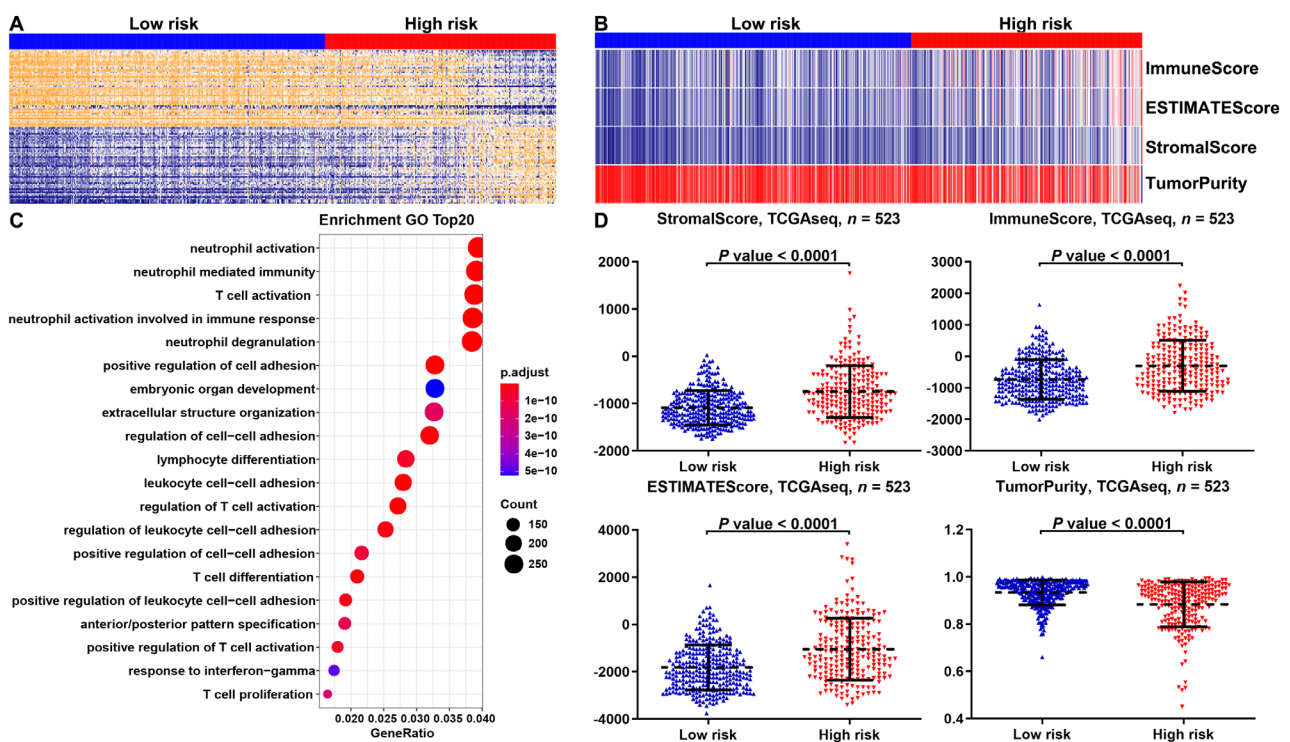 A
Low risk
High risk
B
Low risk
High risk
ImmuneScore
ESTIMATEScore
StromalScore
TumorPurity
C
Enrichment GO Top20
neutrophil activation
neutrophil mediated immunity
T cell activation
neutrophil activation involved in immune response
neutrophil degranulation
positive regulation of cell adhesion
embryonic organ development
extracellular structure organization
regulation of cell−cell adhesion
lymphocyte differentiation
leukocyte cell−cell adhesion
regulation of T cell activation
regulation of leukocyte cell−cell adhesion
positive regulation of cell−cell adhesion
T cell differentiation
positive regulation of leukocyte cell−cell adhesion
anterior/posterior pattern specification
positive regulation of T cell activation
response to interferon−gamma
T cell proliferation
0.020 0.025 0.030 0.035 0.040
GeneRatio
p.adjust
1e−10
2e−10
3e−10
4e−10
5e−10
Count
150
200
250
D
StromalScore, TCGAseq, n = 523
P value < 0.0001
2000
1000
0
-1000
-2000
Low risk
High risk
ImmuneScore, TCGAseq, n = 523
P value < 0.0001
3000
2000
1000
0
-1000
-2000
-3000
Low risk
High risk
ESTIMATEScore, TCGAseq, n = 523
P value < 0.0001
4000
2000
0
-2000
-4000
Low risk
High risk
TumorPurity, TCGAseq, n = 523
P value < 0.0001
1.2
1.0
0.8
0.6
0.4
Low risk
High risk